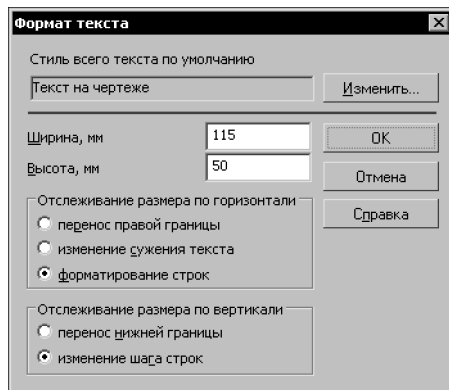 Формат текста
Стиль всего текста по умолчанию
Текст на чертеже
Изменить...
Ширина, мм 115 OK
Высота, мм 50
Отмена
Справка
Отслеживание размера по горизонтали
перенос правой границы
изменение сужения текста
форматирование строк
Отслеживание размера по вертикали
перенос нижней границы
изменение шага строк